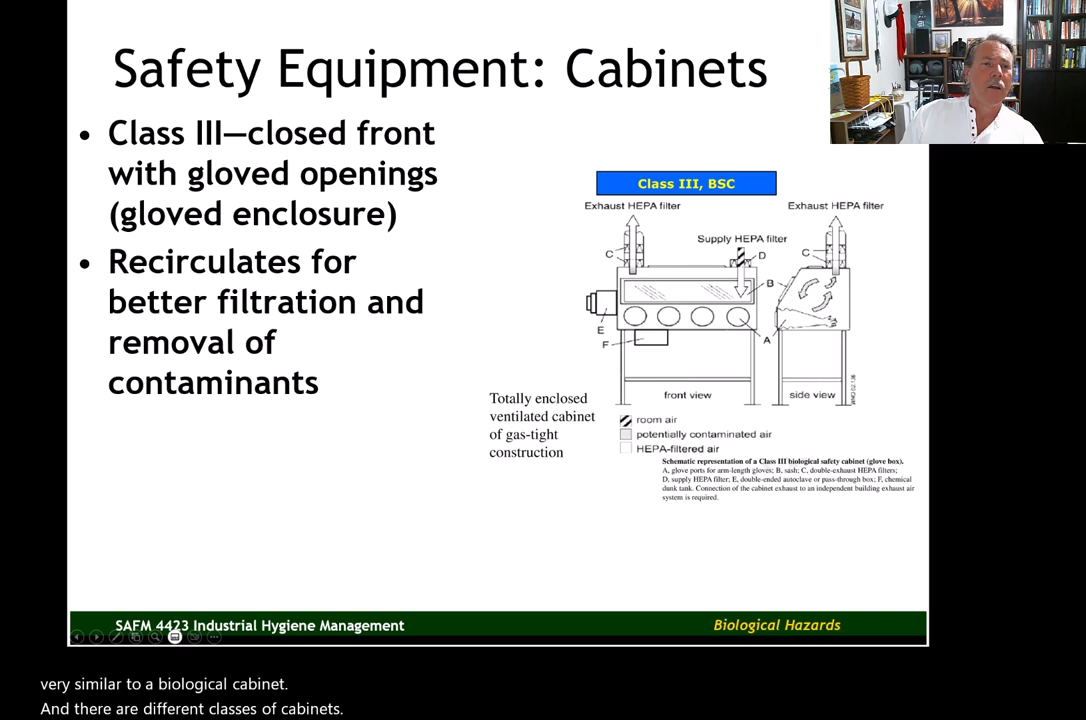 Safety Equipment: Cabinets
• Class III—closed front
with gloved openings
(gloved enclosure)
• Recirculates for
better filtration and
removal of
contaminants
Class III, BSC
Exhaust HEPA filter
Exhaust HEPA filter
Supply HEPA filter
C
D
C
B
E
A
F
front view
side view
Totally enclosed
ventilated cabinet
of gas-tight
construction
room air
potentially contaminated air
HEPA-filtered air
Schematic representation of a Class III biological safety cabinet (glove box).
A, glove ports for arm-length gloves; B, sash; C, double-exhaust HEPA filters;
D, supply HEPA filter; E, double-ended autoclave or pass-through box; F, chemical
dunk tank. Connection of the cabinet exhaust to an independent building exhaust air
system is required.
SAFM 4423 Industrial Hygiene Management
Biological Hazards
very similar to a biological cabinet.
And there are different classes of cabinets.